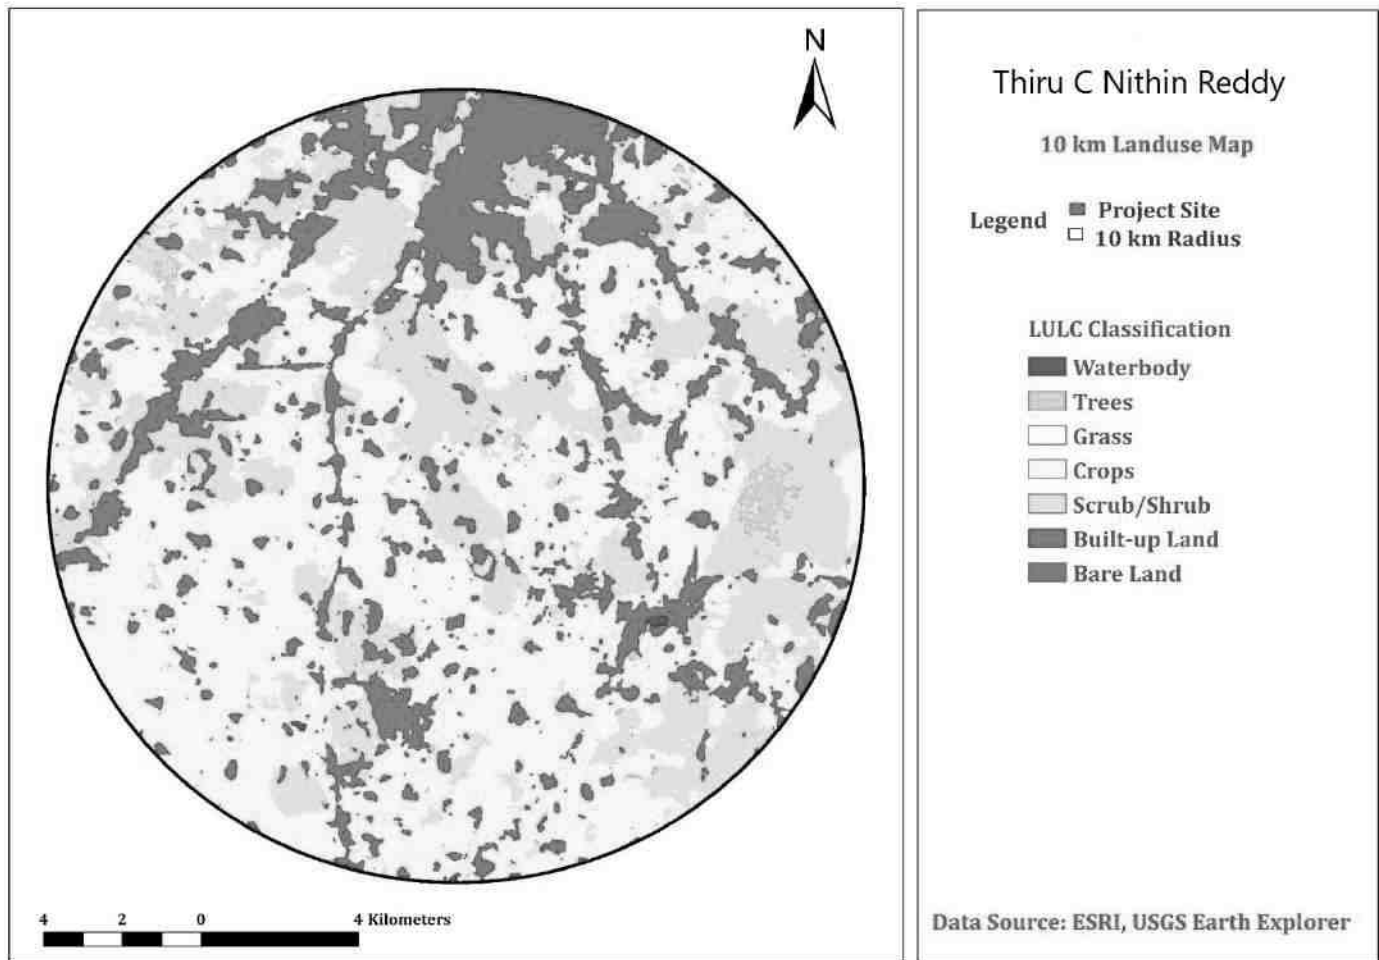 N
Thiru C Nithin Reddy
10 km Landuse Map
Legend
Project Site
10 km Radius
LULC Classification
Waterbody
Trees
Grass
Crops
Scrub/Shrub
Built-up Land
Bare Land
4 2 0 4 Kilometers
Data Source: ESRI, USGS Earth Explorer